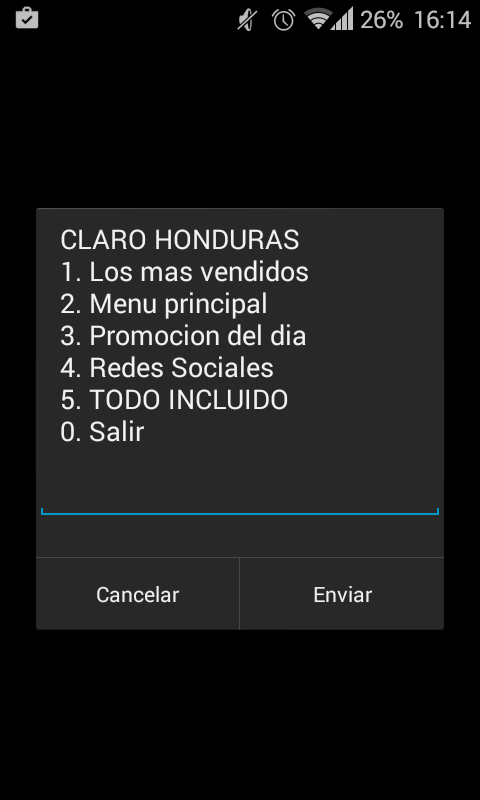 26% 16:14
CLARO HONDURAS
1. Los mas vendidos
2. Menu principal
3. Promocion del dia
4. Redes Sociales
5. TODO INCLUIDO
0. Salir
Cancelar Enviar